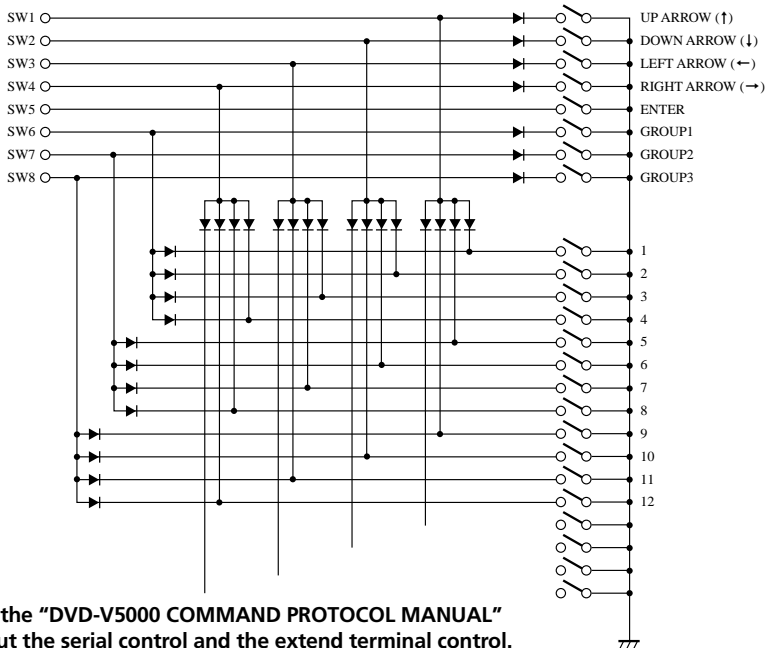 SW1 UP ARROW (↑)
SW2 DOWN ARROW (↓)
SW3 LEFT ARROW (←)
SW4 RIGHT ARROW (→)
SW5 ENTER
SW6 GROUP1
SW7 GROUP2
SW8 GROUP3
1
2
3
4
5
6
7
8
9
10
11
12
the "DVD-V5000 COMMAND PROTOCOL MANUAL"
ut the serial control and the extend terminal control.